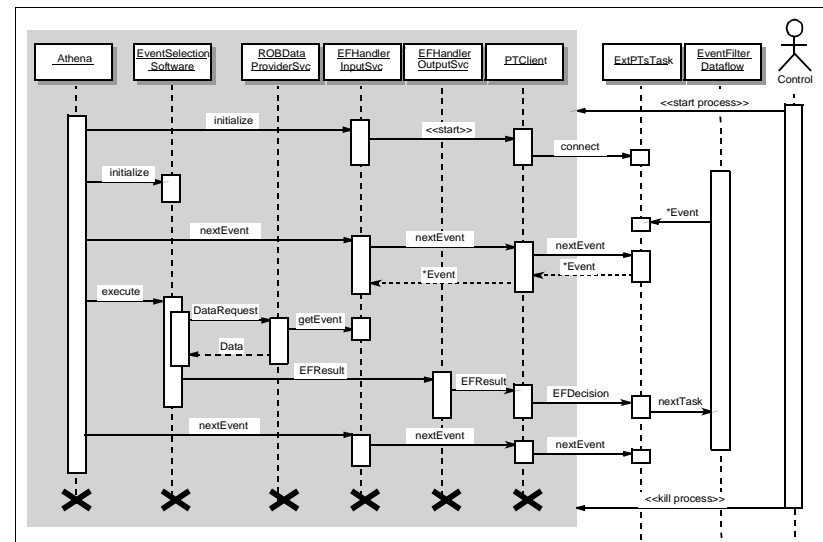 Athena
EventSelection
Software
ROBData
ProviderSvc
EFHandler
InputSvc
EFHandler
OutputSvc
PTClient
ExtPTsTask
EventFilter
Dataflow
Control
<<start process>>
initialize
<<start>>
connect
initialize
*Event
nextEvent
nextEvent
nextEvent
*Event
*Event
execute
DataRequest
getEvent
Data
EFResult
EFResult
EFDecision
nextTask
nextEvent
nextEvent
nextEvent
<<kill process>>